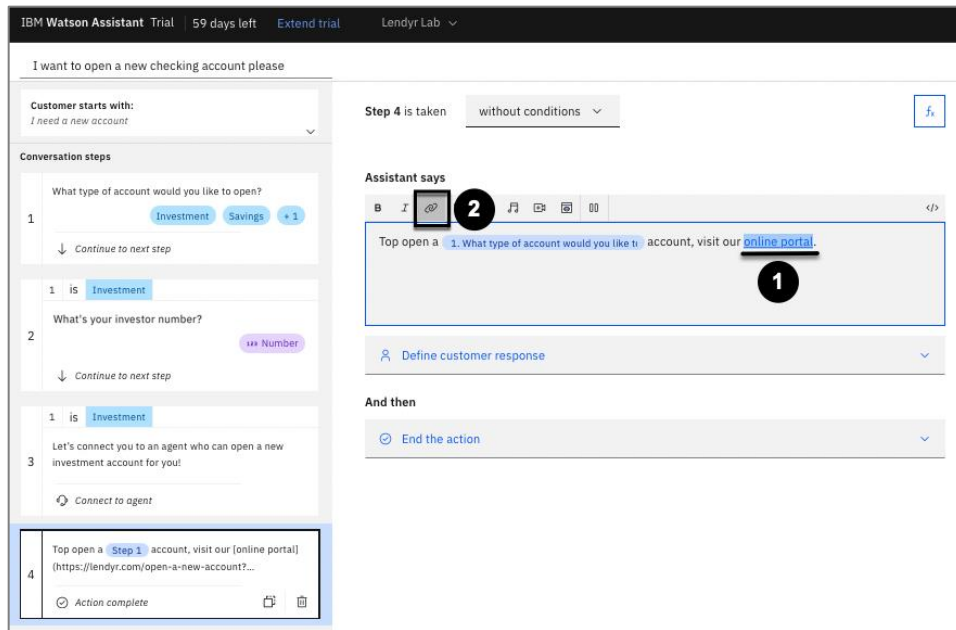 IBM Watson Assistant Trial 59 days left Extend trial Lendyr Lab
I want to open a new checking account please
Customer starts with:
I need a new account
Conversation steps
1
What type of account would you like to open?
Investment Savings + 1
Continue to next step
1 is Investment
2
What's your investor number?
123 Number
Continue to next step
1 is Investment
3
Let's connect you to an agent who can open a new
investment account for you!
Connect to agent
4
Top open a Step 1 account, visit our [online portal]
(https://lendyr.com/open-a-new-account?...
Action complete
Step 4 is taken without conditions
fx
Assistant says
B I 2 </>
Top open a 1. What type of account would you like t account, visit our online portal.
1
Define customer response
And then
End the action